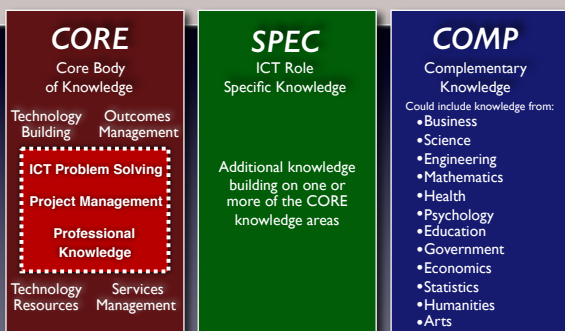 CORE
Core Body
of Knowledge
Technology
Building
Outcomes
Management
ICT Problem Solving
Project Management
Professional
Knowledge
Technology
Resources
Services
Management
SPEC
ICT Role
Specific Knowledge
Additional knowledge
building on one or
more of the CORE
knowledge areas
COMP
Complementary
Knowledge
Could include knowledge from:
•Business
•Science
•Engineering
•Mathematics
•Health
•Psychology
•Education
•Government
•Economics
•Statistics
•Humanities
•Arts